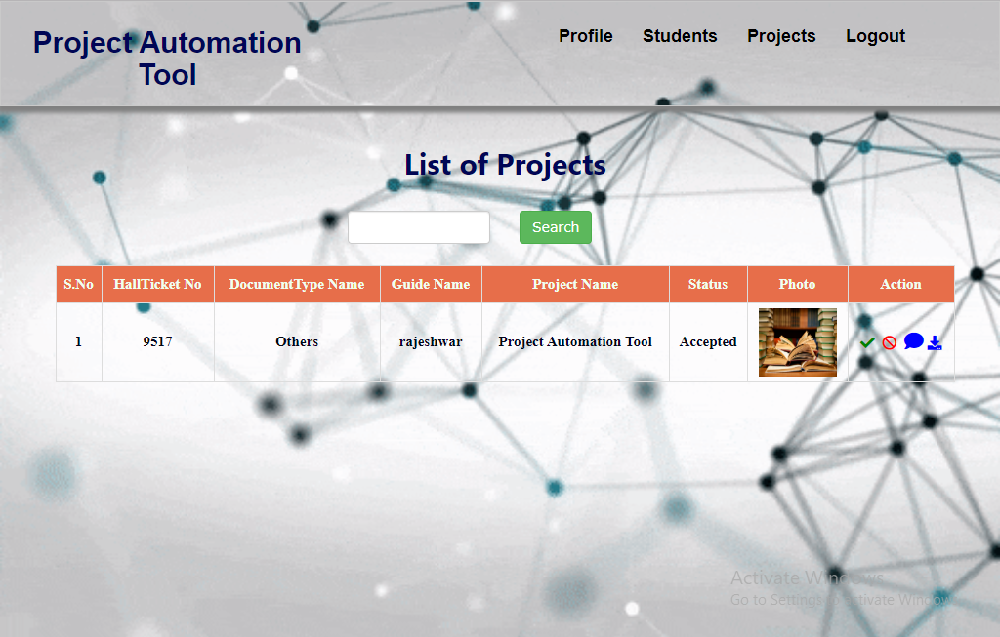 Project Automation
Tool
Profile Students Projects Logout
List of Projects
Search
S.No HallTicket No DocumentType Name Guide Name Project Name Status Photo Action
1 9517 Others rajeshwar Project Automation Tool Accepted
Activate Windows
Go to Settings to activate Windows